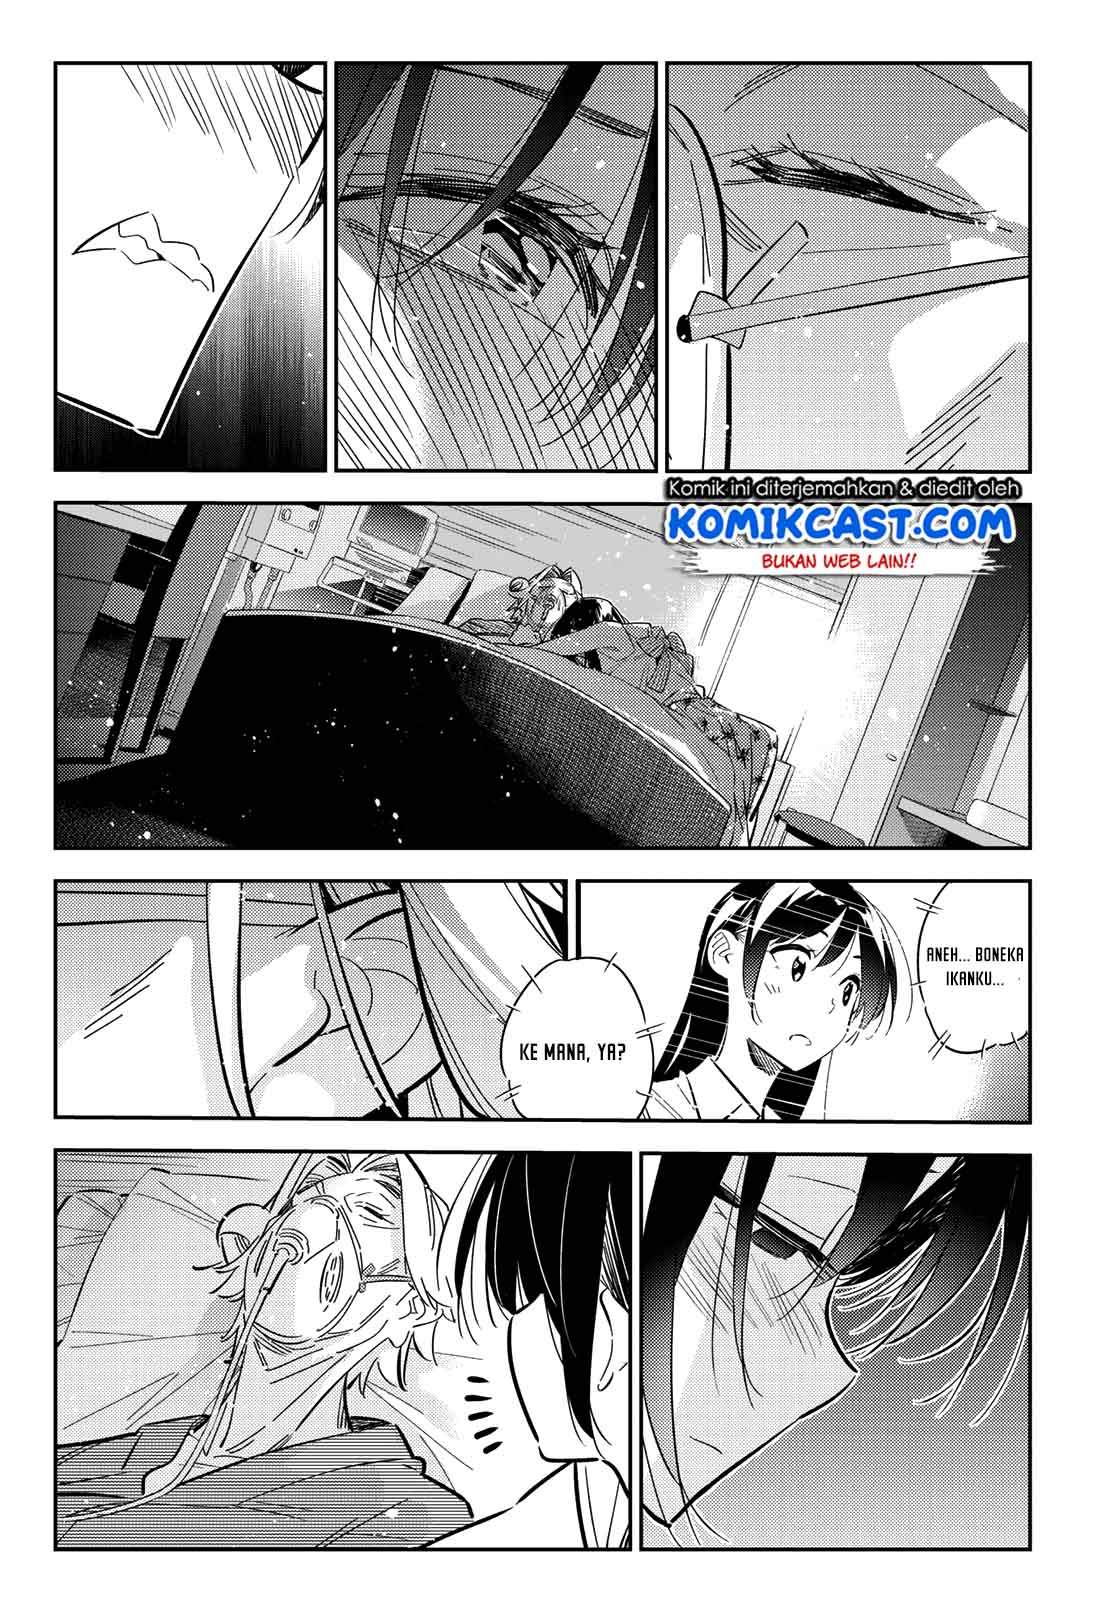 Komik ini diterjemahkan & diedit oleh
KOMIKCAST.COM
BUKAN WEB LAIN!!
ANEH... BONEKA
IKANKU...
KE MANA, YA?